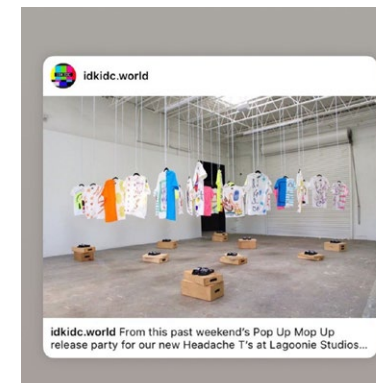 idkidc.world
idkidc.world From this past weekend's Pop Up Mop Up
release party for our new Headache T's at Lagoonie Studios...